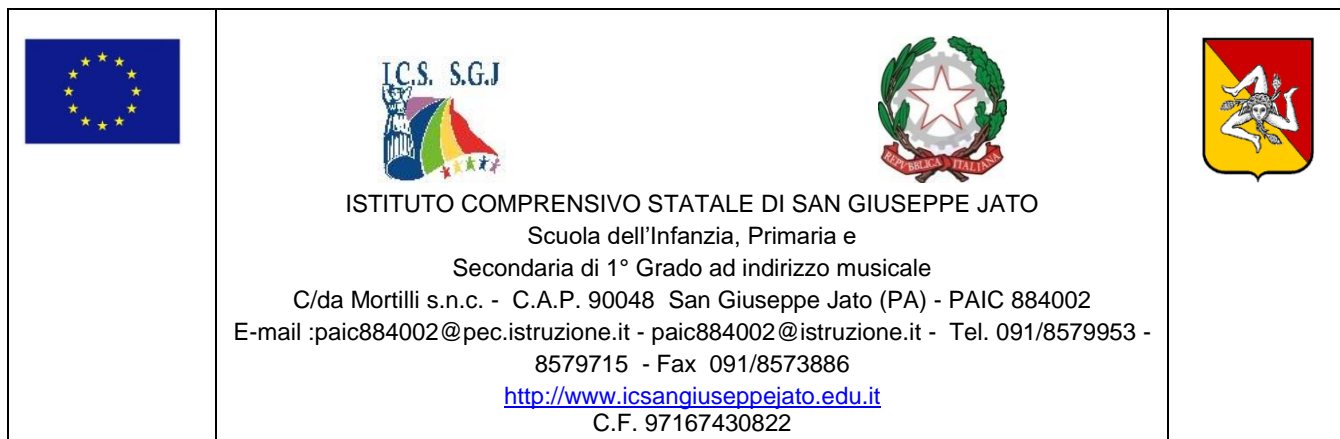 I.C.S. S.G.J
REPVBBLICA ITALIANA
ISTITUTO COMPRENSIVO STATALE DI SAN GIUSEPPE JATO
Scuola dell’Infanzia, Primaria e
Secondaria di 1° Grado ad indirizzo musicale
C/da Mortilli s.n.c. - C.A.P. 90048 San Giuseppe Jato (PA) - PAIC 884002
E-mail :paic884002@pec.istruzione.it - paic884002@istruzione.it - Tel. 091/8579953 -
8579715 - Fax 091/8573886
http://www.icsangiuseppejato.edu.it
C.F. 97167430822